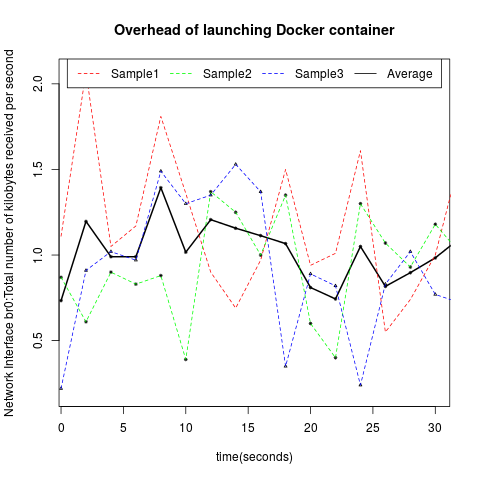 Overhead of launching Docker container
Sample1 Sample2 Sample3 Average
Network Interface br0:Total number of kilobytes received per second
2.0
1.5
1.0
0.5
0 5 10 15 20 25 30
time(seconds)